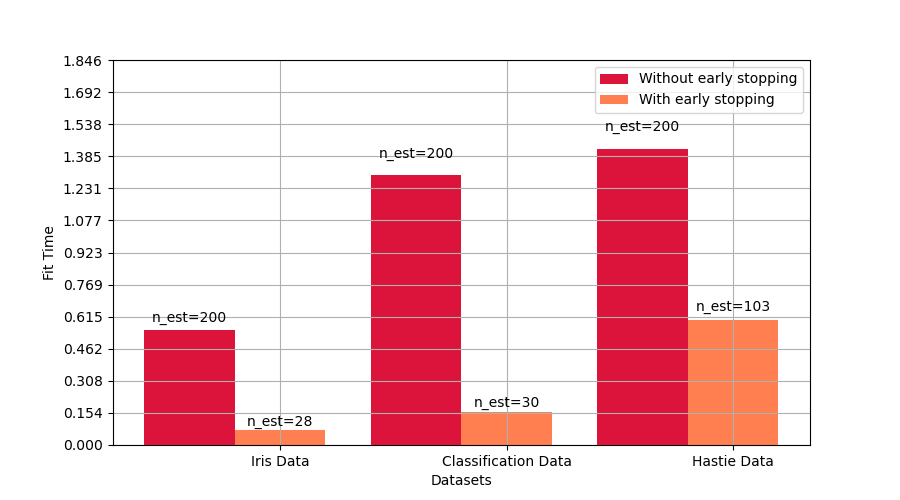 1.846
1.692
1.538
1.385
1.231
1.077
0.923
0.769
0.615
0.462
0.308
0.154
0.000
Fit Time
Without early stopping
With early stopping
n_est=200
n_est=200
n_est=200
n_est=28
n_est=30
n_est=103
Iris Data
Classification Data
Hastie Data
Datasets